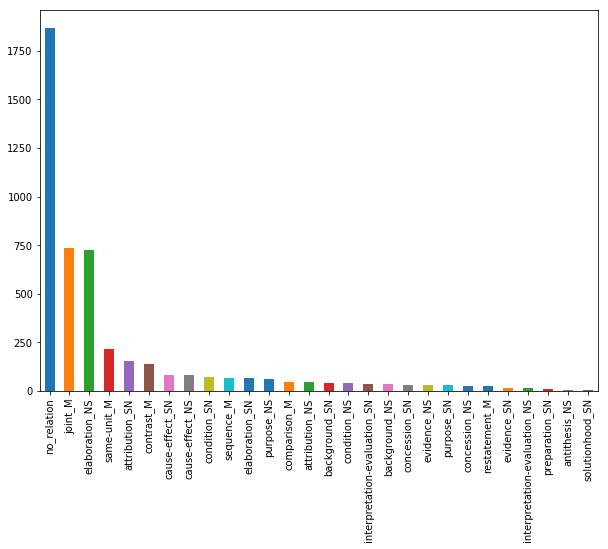 1750
1500
1250
1000
750
500
250
0
no_relation
joint_M
elaboration_NS
same-unit_M
attribution_SN
contrast_M
cause-effect_SN
cause-effect_NS
condition_SN
sequence_M
elaboration_SN
purpose_NS
comparison_M
attribution_NS
background_SN
condition_NS
interpretation-evaluation_SN
background_NS
concession_SN
evidence_NS
purpose_SN
concession_NS
restatement_M
evidence_SN
interpretation-evaluation_NS
preparation_SN
antithesis_NS
solutionhood_SN